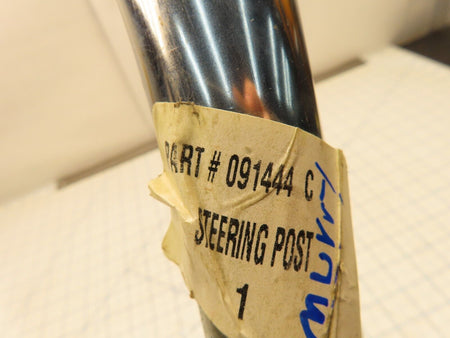 PART # 091444 C
STEERING POST
1